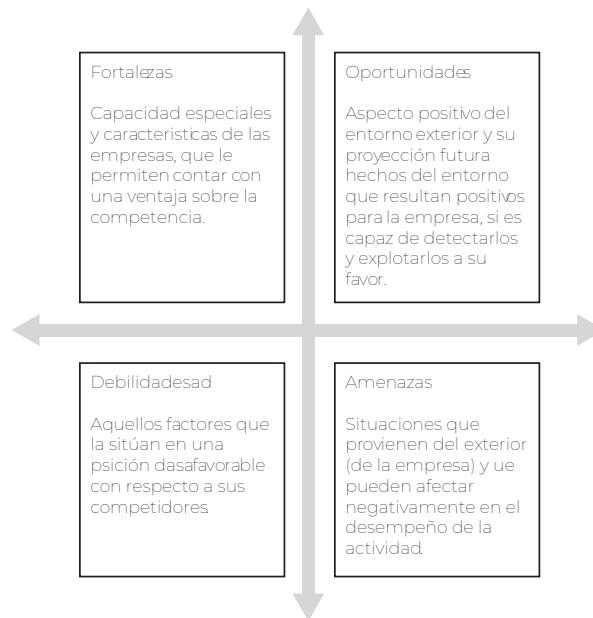 Fortalezas
Capacidad especiales
y caracteristicas de las
empresas, que le
permiten contar con
una ventaja sobre la
competencia.
Oportunidades
Aspecto positivo del
entorno exterior y su
proyección futura
hechos del entorno
que resultan positivos
para la empresa, si es
capaz de detectarlos
y explotarlos a su
favor.
Debilidadesad
Aquellos factores que
la sitúan en una
psición dasafavorable
con respecto a sus
competidores.
Amenazas
Situaciones que
provienen del exterior
(de la empresa) y ue
pueden afectar
negativamente en el
desempeño de la
actividad.